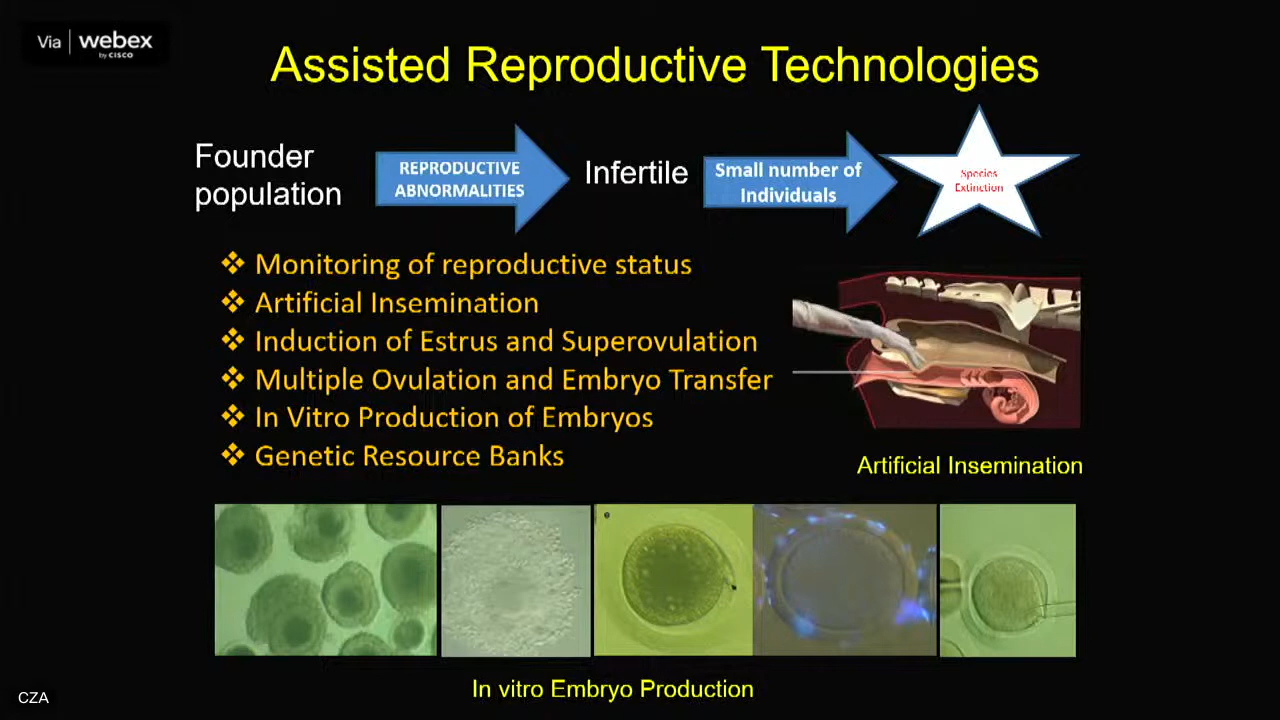 Via webex
by CISCO
Assisted Reproductive Technologies
Founder
population
REPRODUCTIVE
ABNORMALITIES
Infertile
Small number of
Individuals
Species
Extinction
Monitoring of reproductive status
Artificial Insemination
Induction of Estrus and Superovulation
Multiple Ovulation and Embryo Transfer
In Vitro Production of Embryos
Genetic Resource Banks
Artificial Insemination
e
In vitro Embryo Production
CZA